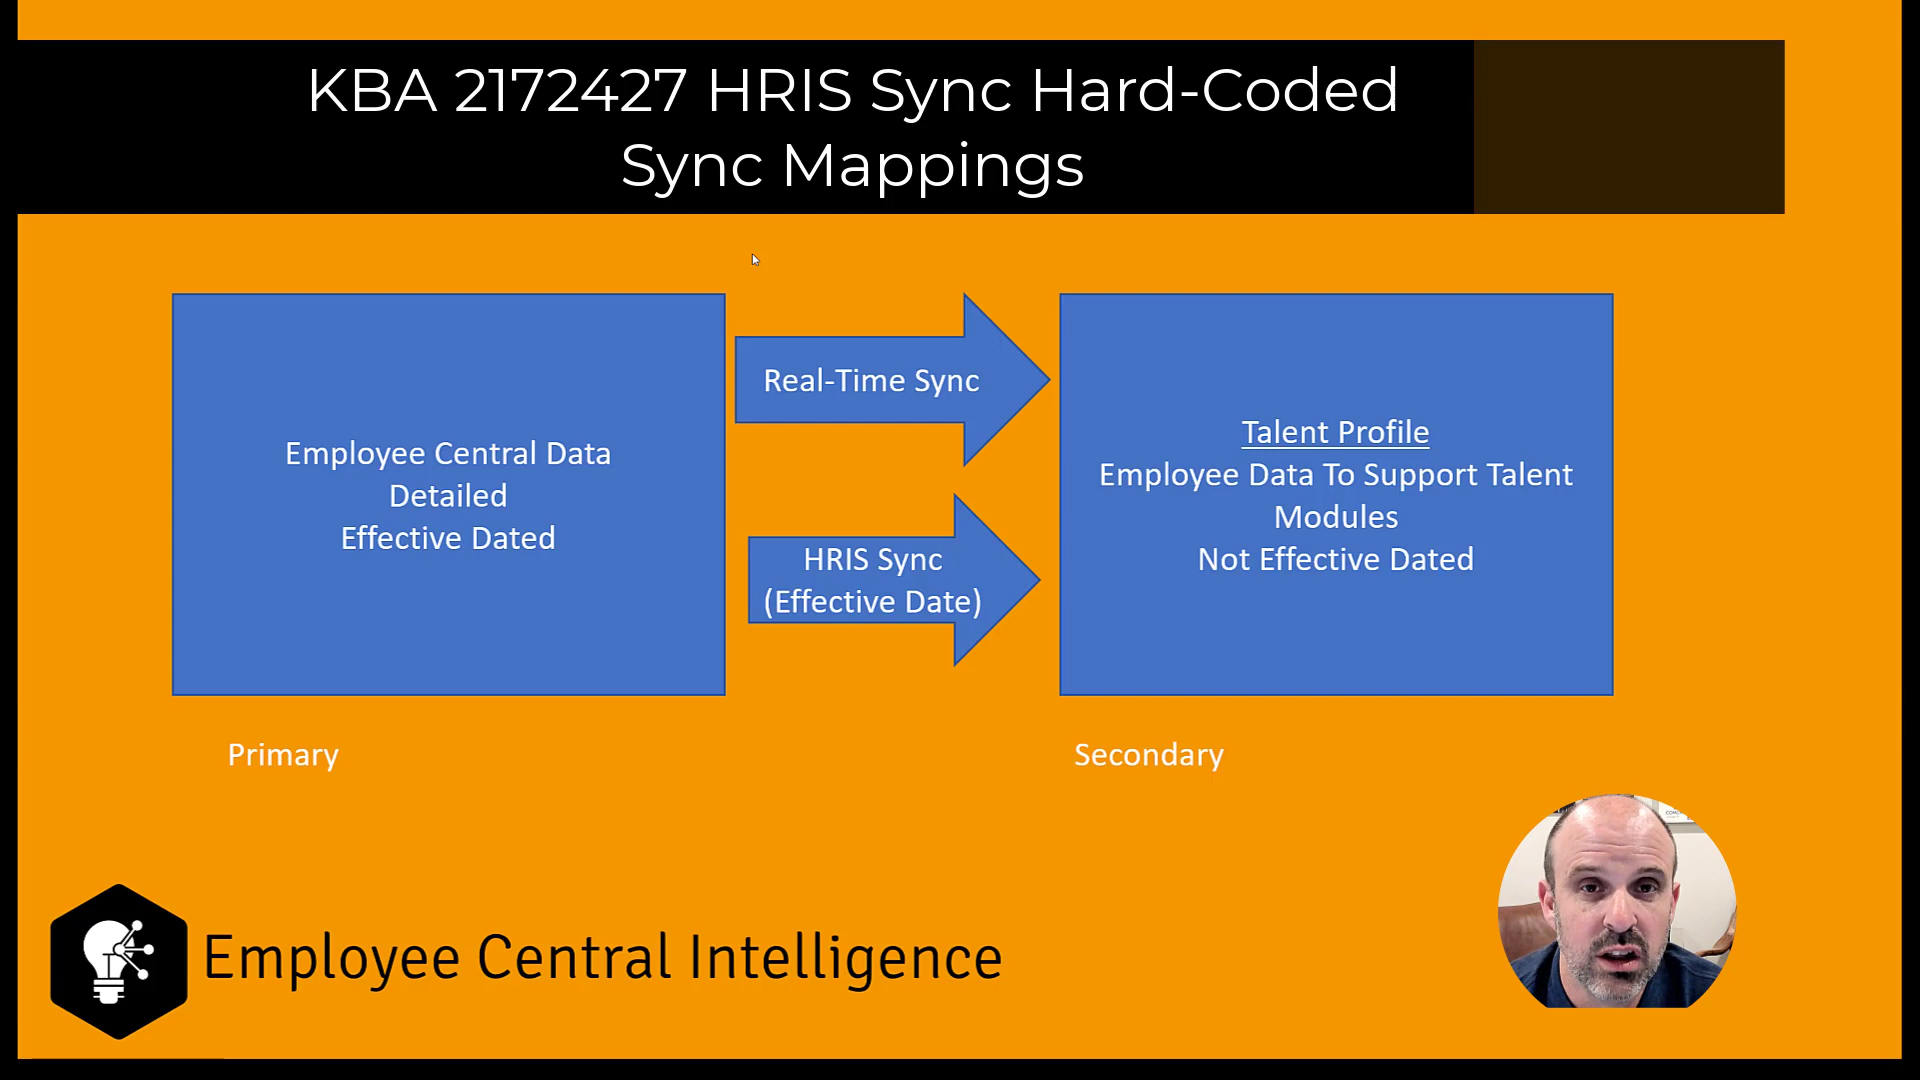 KBA 2172427 HRIS Sync Hard-Coded
Sync Mappings
Employee Central Data
Detailed
Effective Dated
Real-Time Sync
HRIS Sync
(Effective Date)
Talent Profile
Employee Data To Support Talent
Modules
Not Effective Dated
Primary
Secondary
Employee Central Intelligence